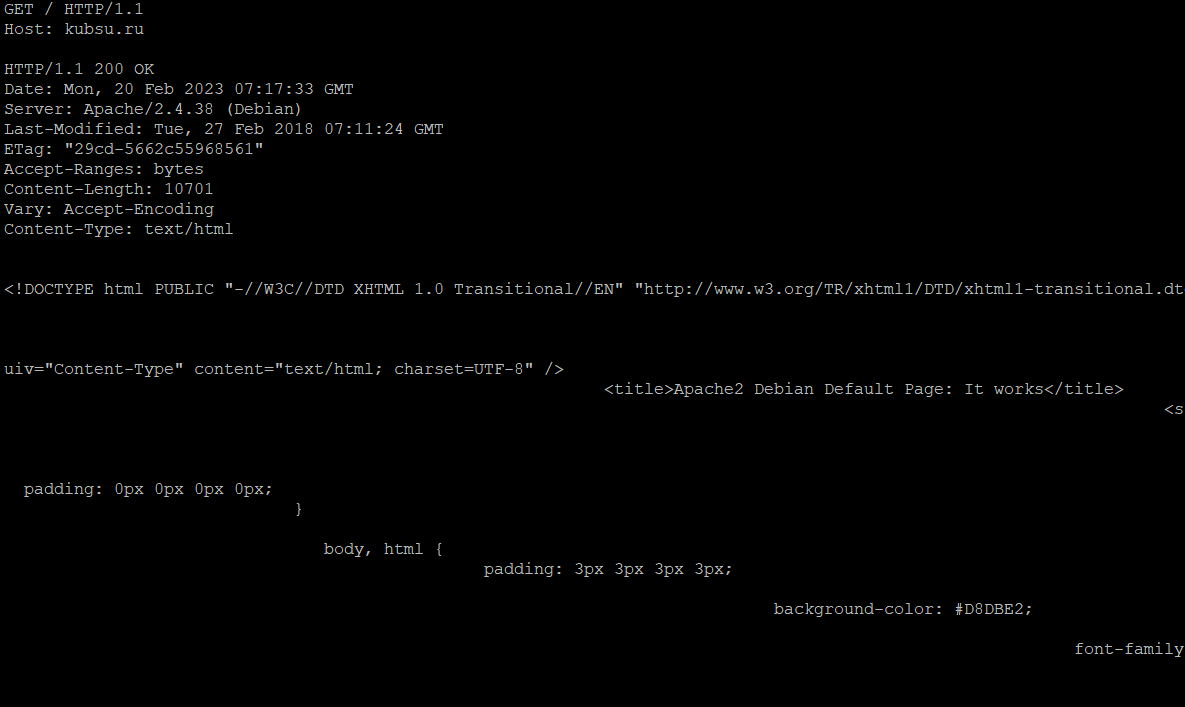 GET / HTTP/1.1
Host: kubsu.ru
HTTP/1.1 200 OK
Date: Mon, 20 Feb 2023 07:17:33 GMT
Server: Apache/2.4.38 (Debian)
Last-Modified: Tue, 27 Feb 2018 07:11:24 GMT
ETag: "29cd-5662c55968561"
Accept-Ranges: bytes
Content-Length: 10701
Vary: Accept-Encoding
Content-Type: text/html
<!DOCTYPE html PUBLIC "-//W3C//DTD XHTML 1.0 Transitional//EN" "http://www.w3.org/TR/xhtml1/DTD/xhtml1-transitional.dt
uiv="Content-Type" content="text/html; charset=UTF-8" />
<title>Apache2 Debian Default Page: It works</title>
<s
padding: 0px 0px 0px 0px;
}
body, html {
padding: 3px 3px 3px 3px;
background-color: #D8DBE2;
font-family